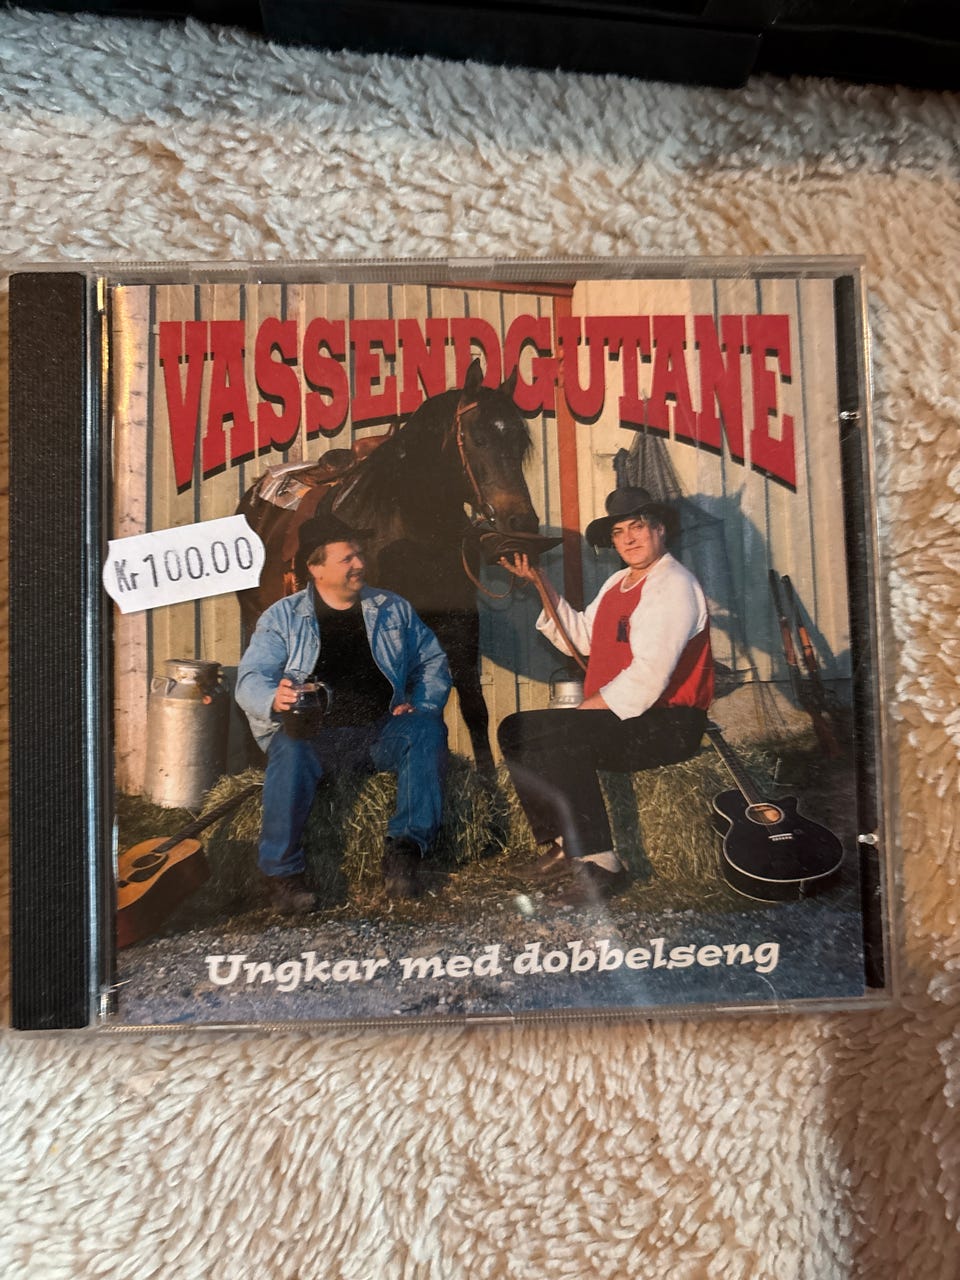 VASSENDGUTANE
Kr 100.00
Ungkar med dobbelseng